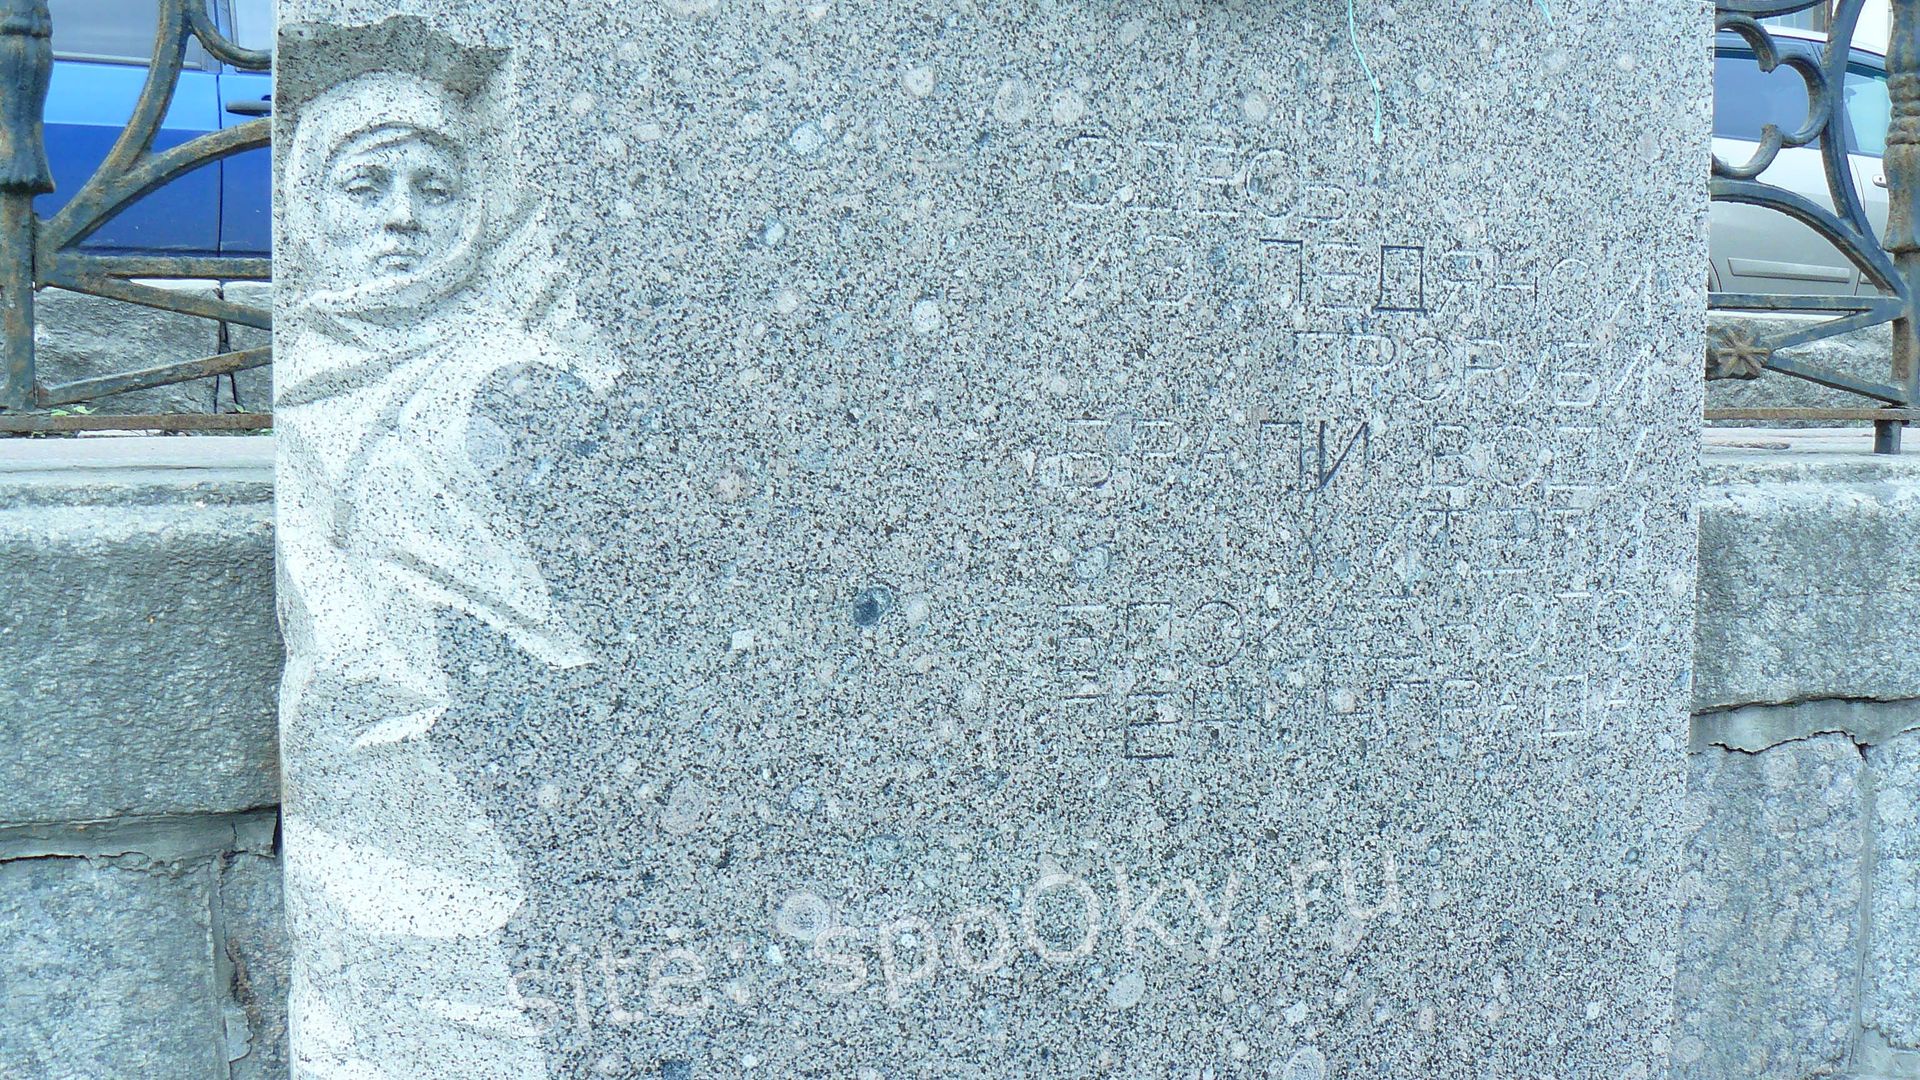 ЗДЕСЬ
ИЗ ЛЕДЯНОЙ
ПРОРУБИ
БРАЛИ ВОДУ
ЖИТЕЛИ
БЛОКАДНОГО
ЛЕНИНГРАДА
site: spoOky.ru